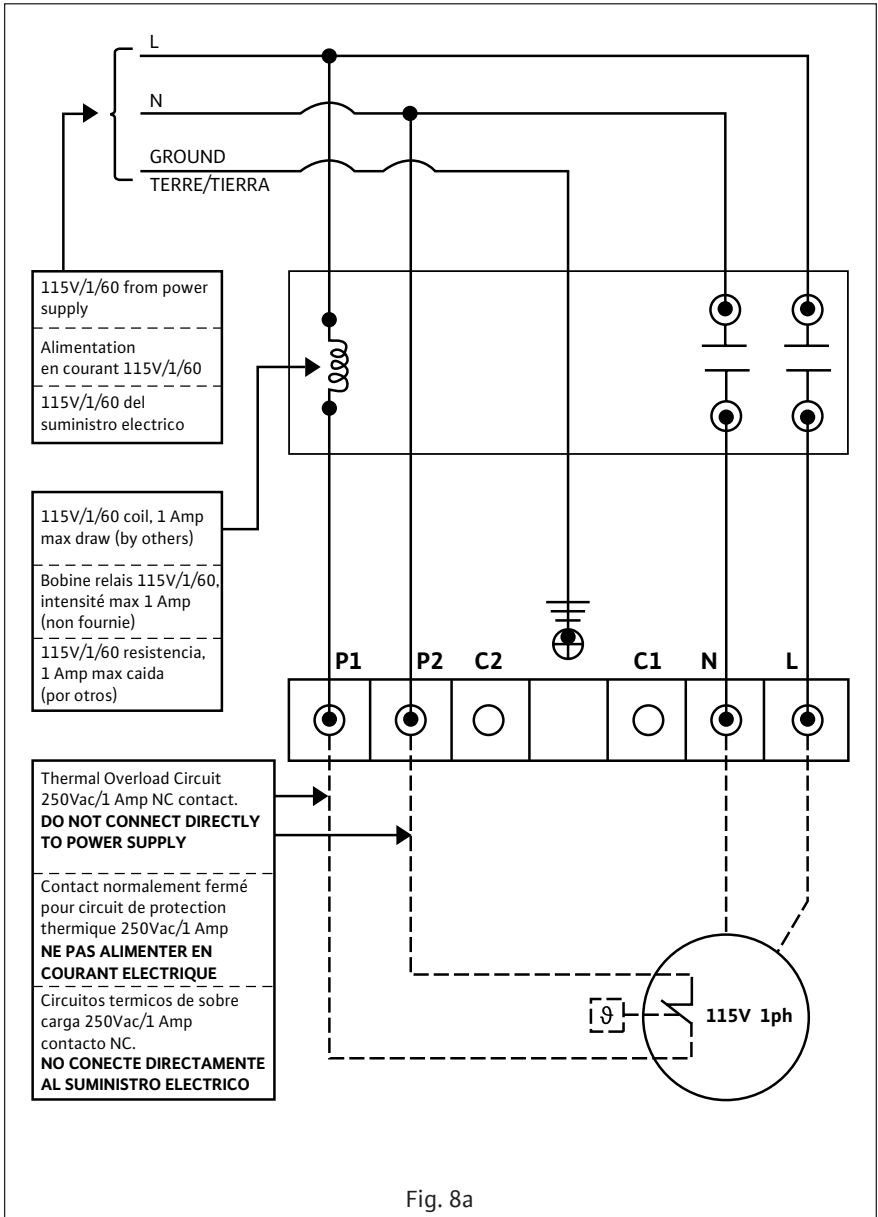 L
N
GROUND
TERRE/TIERRA
115V/1/60 from power
supply
Alimentation
en courant 115V/1/60
115V/1/60 del
suministro electrico
115V/1/60 coil, 1 Amp
max draw (by others)
Bobine relais 115V/1/60,
intensité max 1 Amp
(non fournie)
115V/1/60 resistencia,
1 Amp max caida
(por otros)
P1 P2 C2 C1 N L
Thermal Overload Circuit
250Vac/1 Amp NC contact.
DO NOT CONNECT DIRECTLY
TO POWER SUPPLY
Contact normalement fermé
pour circuit de protection
thermique 250Vac/1 Amp
NE PAS ALIMENTER EN
COURANT ELECTRIQUE
Circuitos termicos de sobre
carga 250Vac/1 Amp
contacto NC.
NO CONECTE DIRECTAMENTE
AL SUMINISTRO ELECTRICO
ϑ
115V 1ph
Fig. 8a